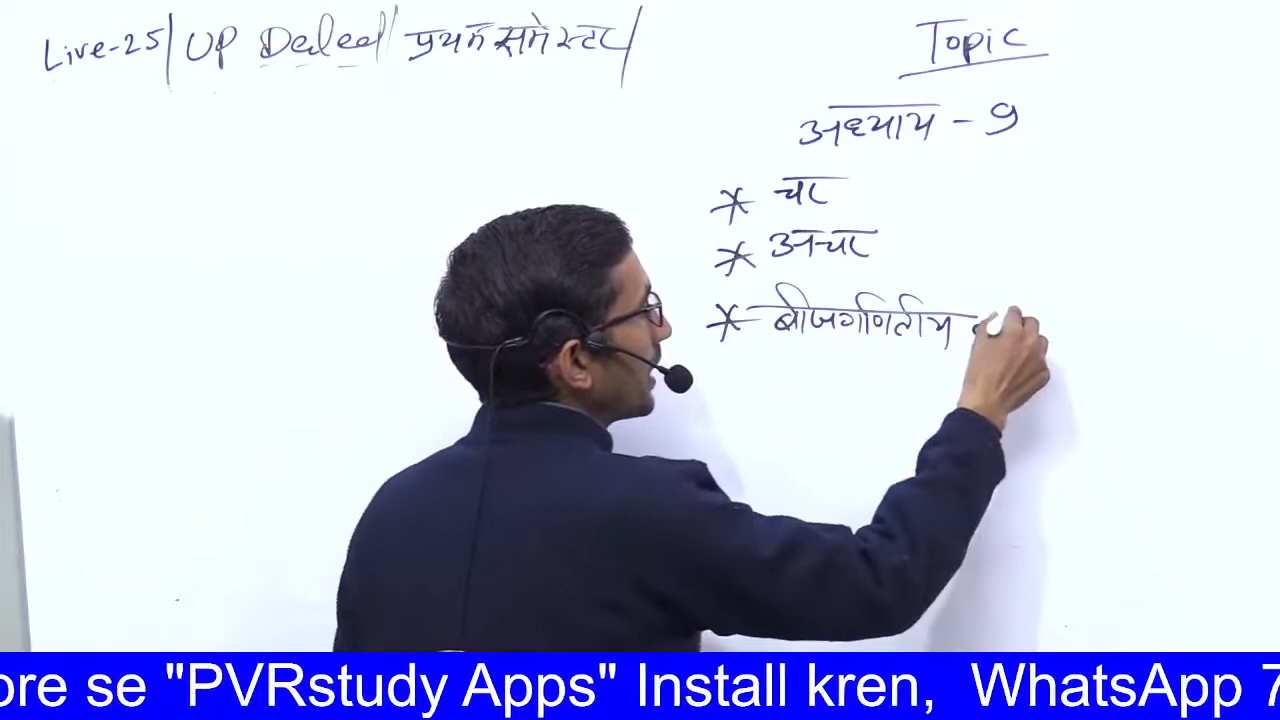 Live-25/ UP Deled/ प्रथम समेस्टर/
Topic
अध्याय - 9
* चर
* अचर
* बीजगणितीय
ore se "PVRstudy Apps" Install kren, WhatsApp 7